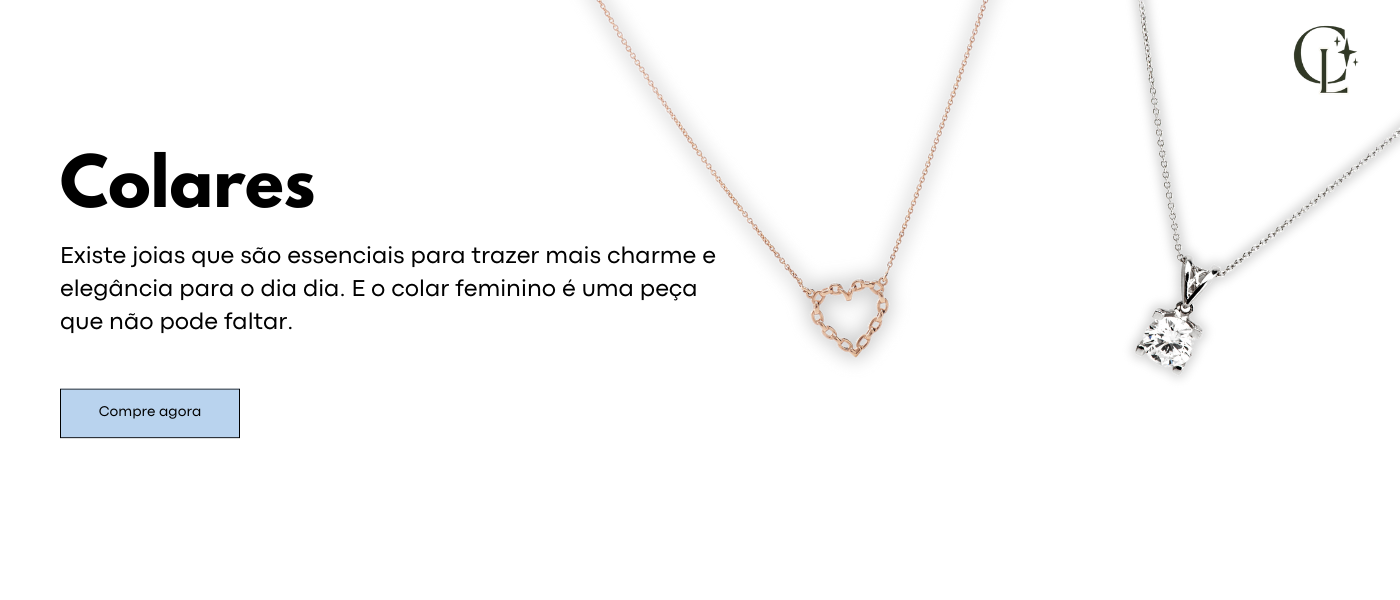 CL
Colares
Existe joias que são essenciais para trazer mais charme e
elegância para o dia dia. E o colar feminino é uma peça
que não pode faltar.
Compre agora